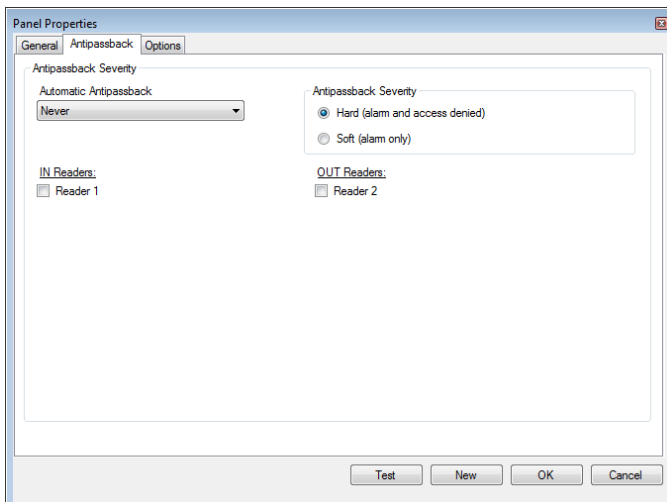 Panel Properties
General Antipassback Options
Antipassback Severity
Automatic Antipassback
Never
Antipassback Severity
Hard (alarm and access denied)
Soft (alarm only)
IN Readers:
Reader 1
OUT Readers:
Reader 2
Test New OK Cancel